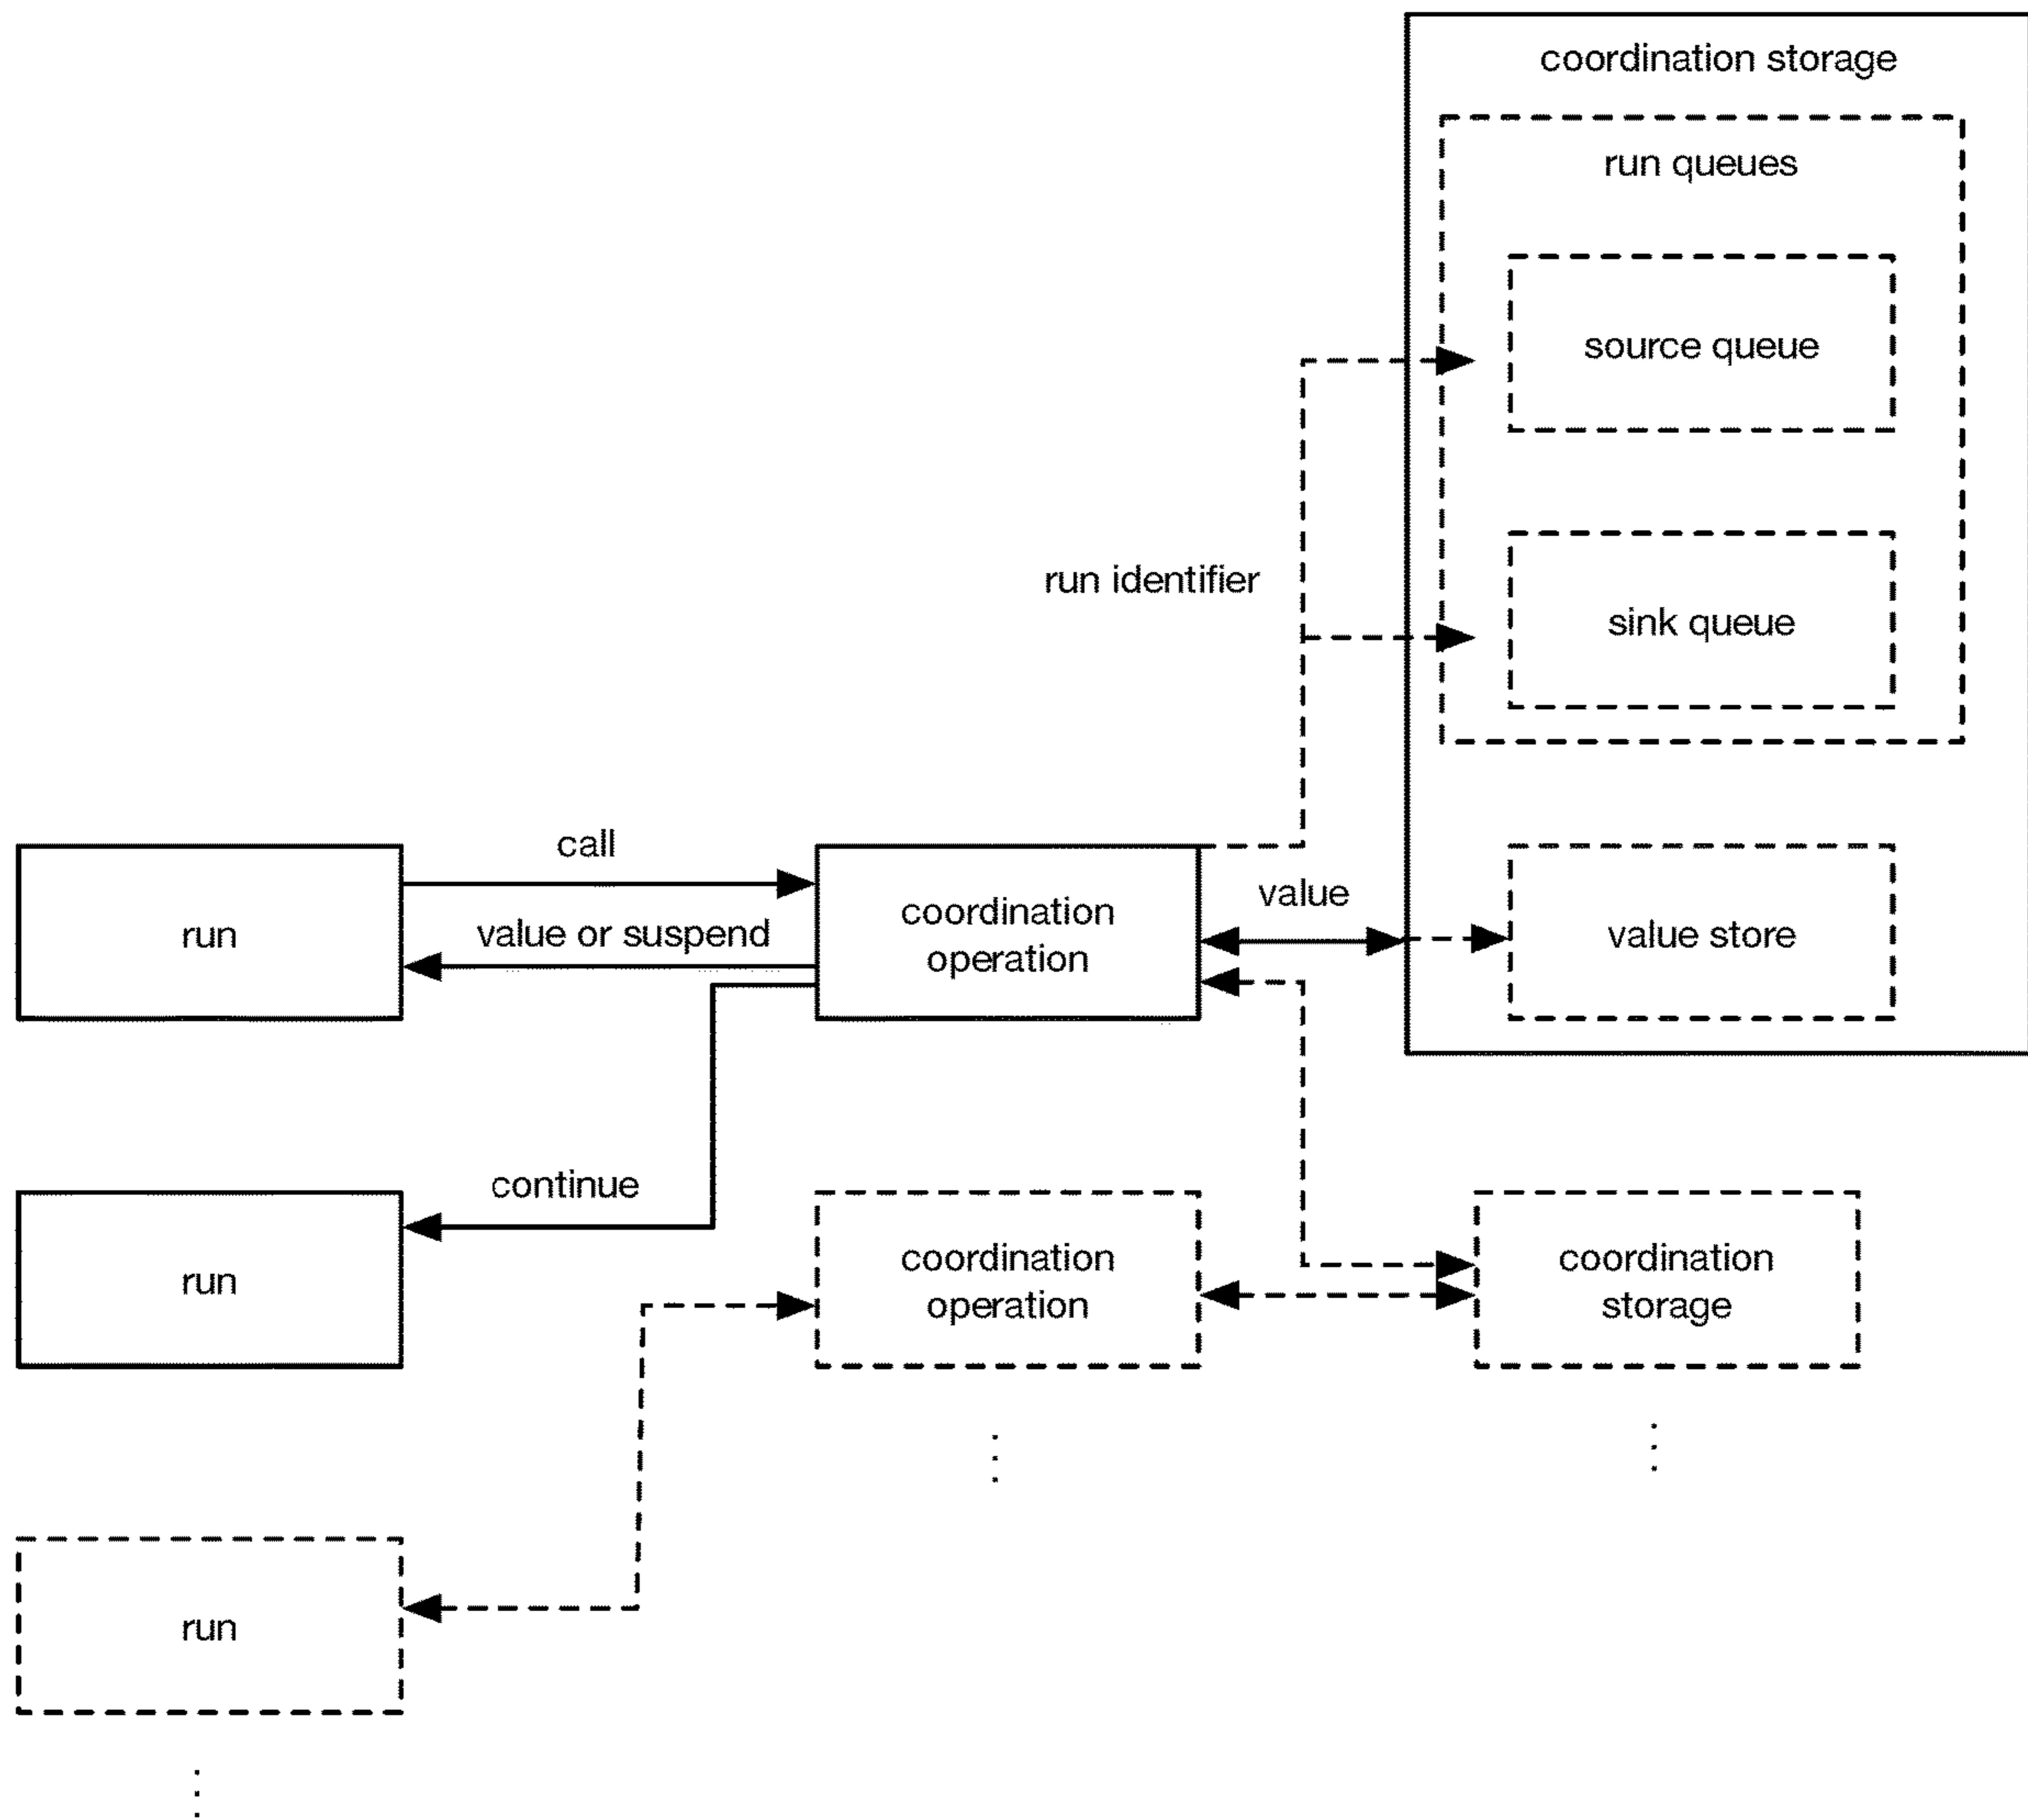 coordination storage
run queues
source queue
run identifier
sink queue
call
run
value or suspend
coordination
operation
value
value store
continue
run
coordination
operation
coordination
storage
run